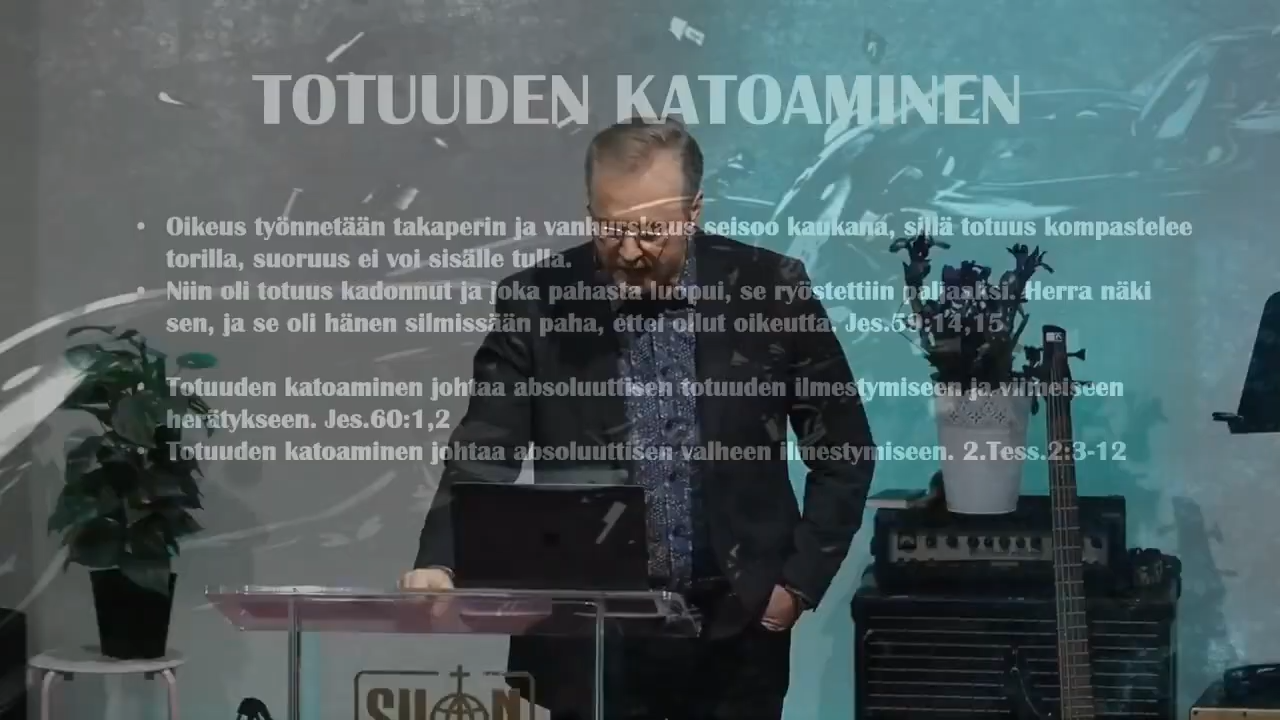 TOTUUDEN KATOAMINEN
• Oikeus työnnetään takaperin ja vanhurskaus seisoo kaukana, sillä totuus kompastelee
torilla, suoruus ei voi sisälle tulla.
• Niin oli totuus kadonnut ja joka pahasta luopui, se ryöstettiin paljaaksi. Herra näki
sen, ja se oli hänen silmissään paha, ettei ollut oikeutta. Jes.59:14,15
• Totuuden katoaminen johtaa absoluuttisen totuuden ilmestymiseen ja viimeiseen
herätykseen. Jes.60:1,2
• Totuuden katoaminen johtaa absoluuttisen valheen ilmestymiseen. 2.Tess.2:3-12